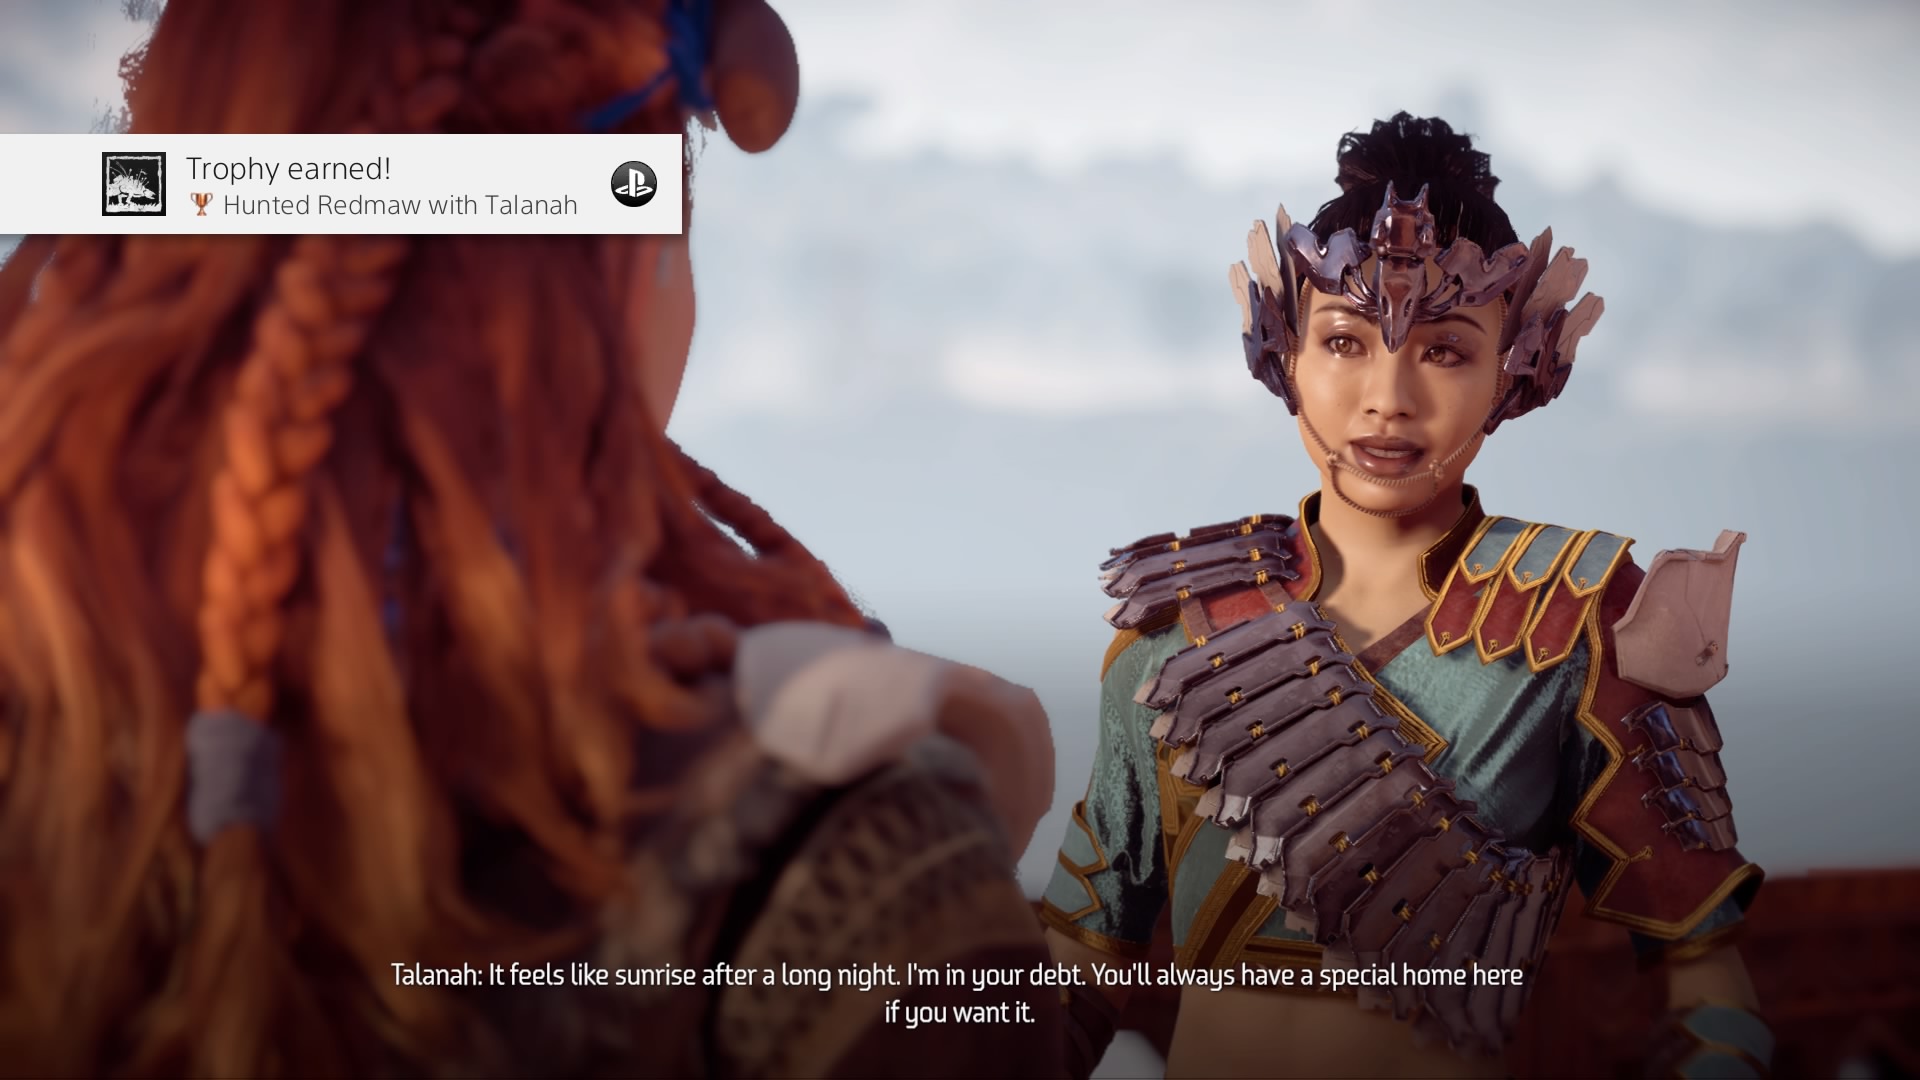 Trophy earned!
Hunted Redmaw with Talanah
Talanah: It feels like sunrise after a long night. I'm in your debt. You'll always have a special home here
if you want it.